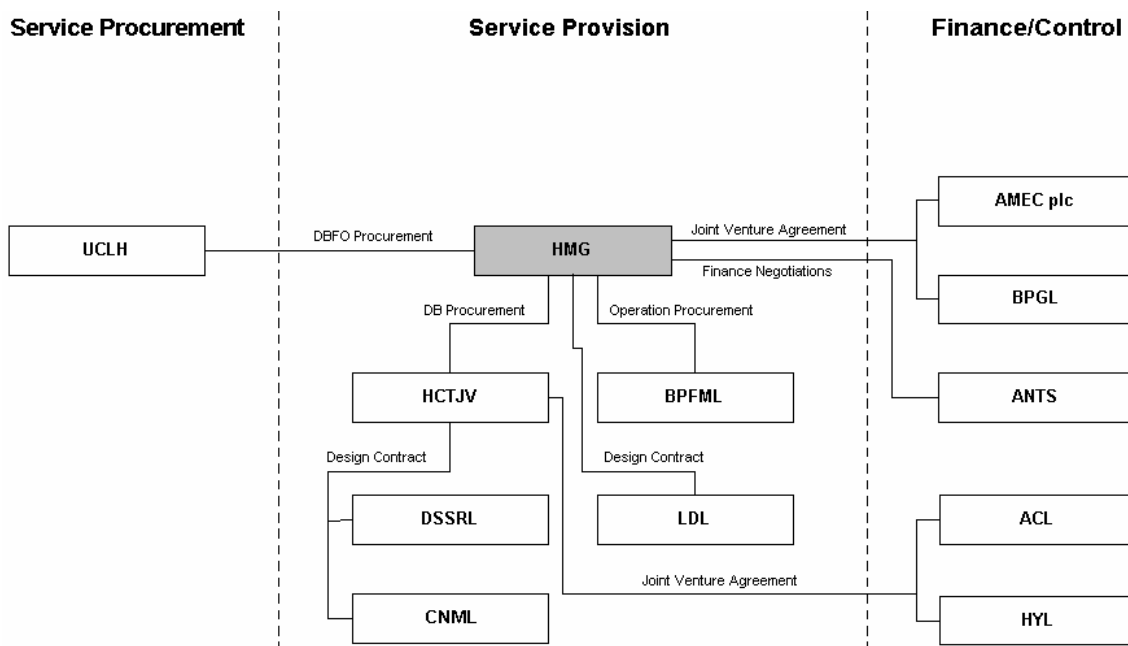 Service Procurement
Service Provision
Finance/Control
AMEC plc
UCLH
DBFO Procurement
HMG
Joint Venture Agreement
Finance Negotiations
BPGL
DB Procurement
Operation Procurement
HCTJV
BPFML
ANTS
Design Contract
Design Contract
DSSRL
LDL
ACL
Joint Venture Agreement
CNML
HYL